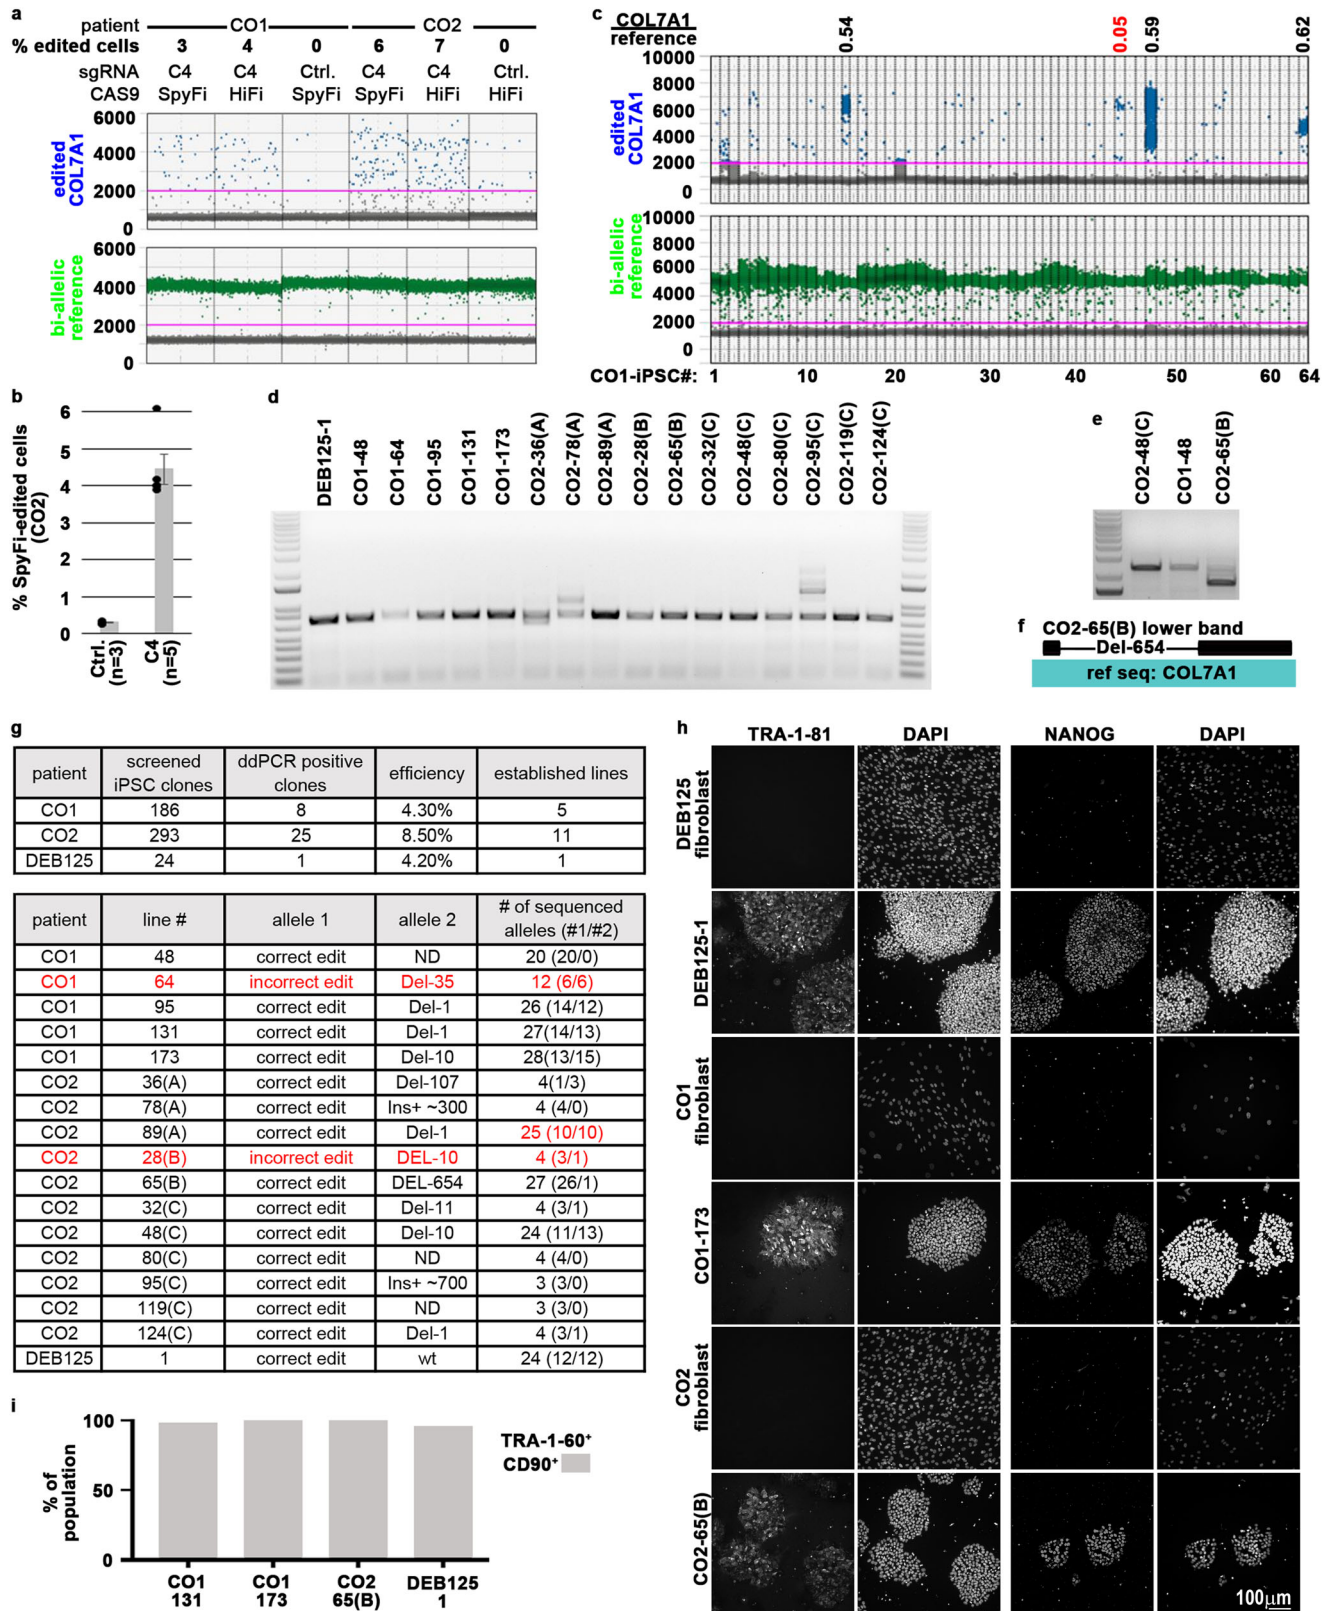 a
patient CO1 CO2
% edited cells 3 4 0 6 7 0
sgRNA C4 C4 Ctrl. C4 C4 Ctrl.
CAS9 SpyFi HiFi SpyFi SpyFi HiFi HiFi
edited COL7A1
6000
4000
2000
0
bi-allelic reference
6000
4000
2000
0
b
% SpyFi-edited cells (CO2)
6
5
4
3
2
1
0
Ctrl. (n=3)
C4 (n=5)
c
COL7A1
reference
0.54
0.05
0.59
0.62
edited COL7A1
10000
8000
6000
4000
2000
0
bi-allelic reference
10000
8000
6000
4000
2000
0
CO1-iPSC#: 1 10 20 30 40 50 60 64
d
DEB125-1
CO1-48
CO1-64
CO1-95
CO1-131
CO1-173
CO2-36(A)
CO2-78(A)
CO2-89(A)
CO2-28(B)
CO2-65(B)
CO2-32(C)
CO2-48(C)
CO2-80(C)
CO2-95(C)
CO2-119(C)
CO2-124(C)
e
CO2-48(C)
CO1-48
CO2-65(B)
f
CO2-65(B) lower band
Del-654
ref seq: COL7A1
g
patient screened iPSC clones ddPCR positive clones efficiency established lines
CO1 186 8 4.30% 5
CO2 293 25 8.50% 11
DEB125 24 1 4.20% 1
patient line # allele 1 allele 2 # of sequenced alleles (#1/#2)
CO1 48 correct edit ND 20 (20/0)
CO1 64 incorrect edit Del-35 12 (6/6)
CO1 95 correct edit Del-1 26 (14/12)
CO1 131 correct edit Del-1 27(14/13)
CO1 173 correct edit Del-10 28(13/15)
CO2 36(A) correct edit Del-107 4(1/3)
CO2 78(A) correct edit Ins+ ~300 4 (4/0)
CO2 89(A) correct edit Del-1 25 (10/10)
CO2 28(B) incorrect edit DEL-10 4 (3/1)
CO2 65(B) correct edit DEL-654 27 (26/1)
CO2 32(C) correct edit Del-11 4 (3/1)
CO2 48(C) correct edit Del-10 24 (11/13)
CO2 80(C) correct edit ND 4 (4/0)
CO2 95(C) correct edit Ins+ ~700 3 (3/0)
CO2 119(C) correct edit ND 3 (3/0)
CO2 124(C) correct edit Del-1 4 (3/1)
DEB125 1 correct edit wt 24 (12/12)
h
TRA-1-81 DAPI NANOG DAPI
DEB125 fibroblast
DEB125-1
CO1 fibroblast
CO1-173
CO2 fibroblast
CO2-65(B)
100µm
i
% of population
100
50
0
CO1 131
CO1 173
CO2 65(B)
DEB125 1
TRA-1-60⁺
CD90⁺